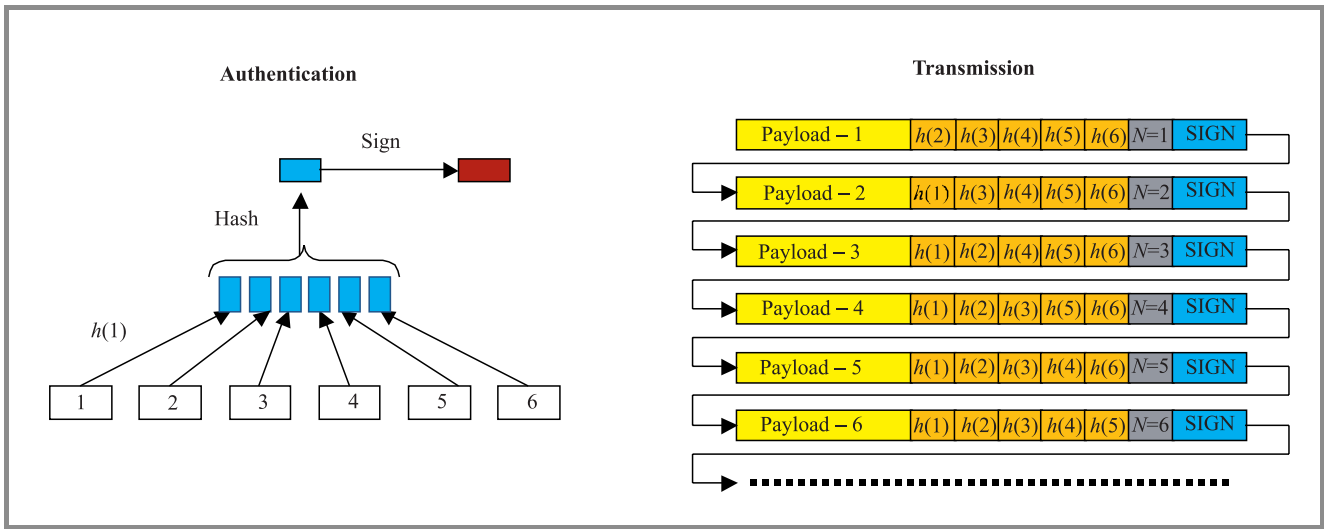 Authentication
Sign
Hash
h(1)
1 2 3 4 5 6
Transmission
Payload – 1 h(2) h(3) h(4) h(5) h(6) N=1 SIGN
Payload – 2 h(1) h(3) h(4) h(5) h(6) N=2 SIGN
Payload – 3 h(1) h(2) h(4) h(5) h(6) N=3 SIGN
Payload – 4 h(1) h(2) h(3) h(5) h(6) N=4 SIGN
Payload – 5 h(1) h(2) h(3) h(4) h(6) N=5 SIGN
Payload – 6 h(1) h(2) h(3) h(4) h(5) N=6 SIGN